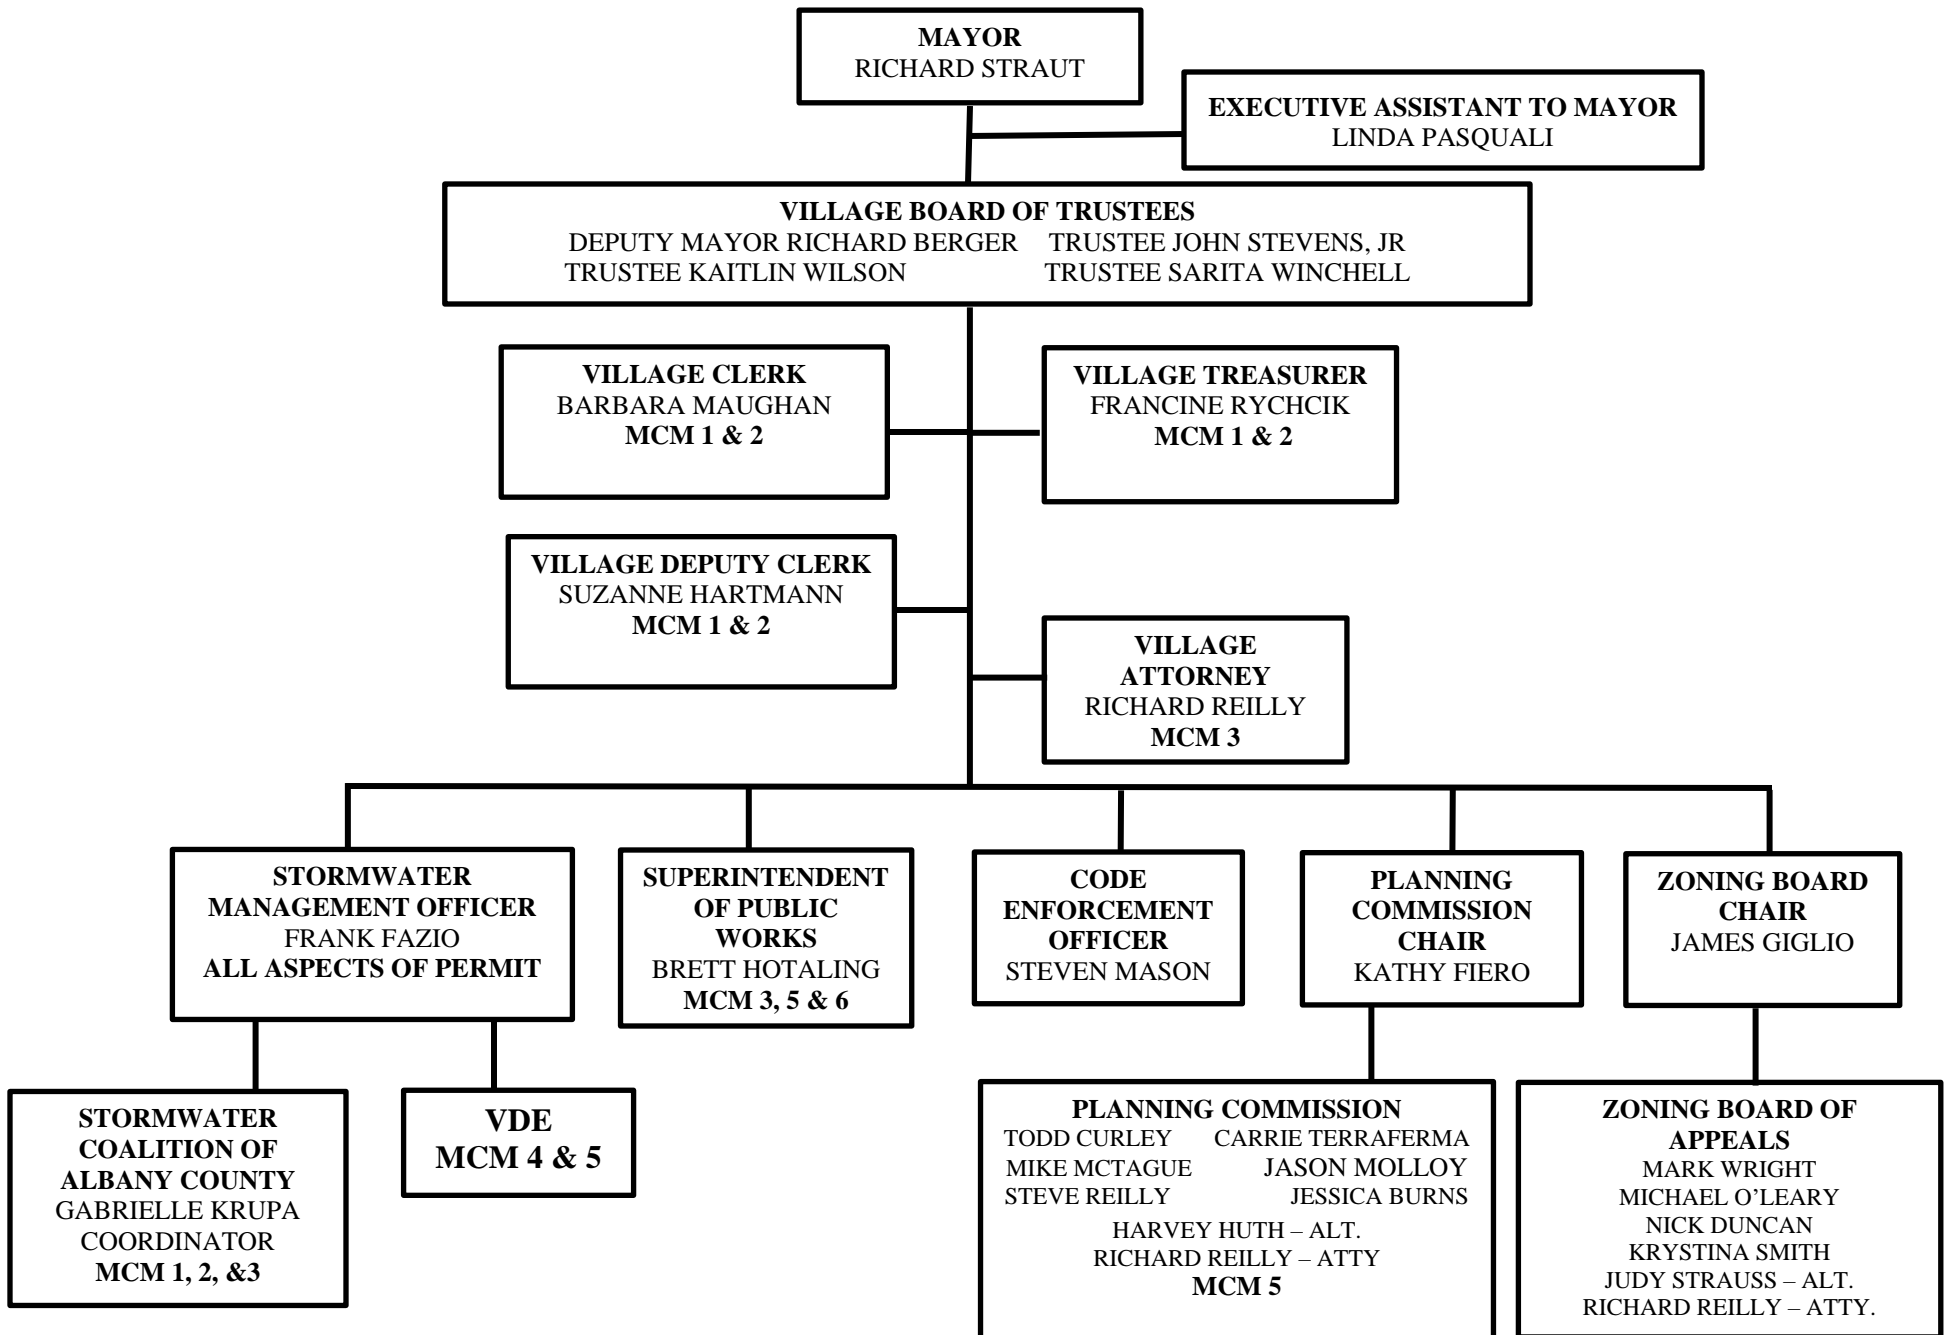 MAYOR
RICHARD STRAUT
EXECUTIVE ASSISTANT TO MAYOR
LINDA PASQUALI
VILLAGE BOARD OF TRUSTEES
DEPUTY MAYOR RICHARD BERGER TRUSTEE JOHN STEVENS, JR
TRUSTEE KAITLIN WILSON TRUSTEE SARITA WINCHELL
VILLAGE CLERK
BARBARA MAUGHAN
MCM 1 & 2
VILLAGE TREASURER
FRANCINE RYCHCIK
MCM 1 & 2
VILLAGE DEPUTY CLERK
SUZANNE HARTMANN
MCM 1 & 2
VILLAGE
ATTORNEY
RICHARD REILLY
MCM 3
STORMWATER
MANAGEMENT OFFICER
FRANK FAZIO
ALL ASPECTS OF PERMIT
SUPERINTENDENT
OF PUBLIC
WORKS
BRETT HOTALING
MCM 3, 5 & 6
CODE
ENFORCEMENT
OFFICER
STEVEN MASON
PLANNING
COMMISSION
CHAIR
KATHY FIERO
ZONING BOARD
CHAIR
JAMES GIGLIO
STORMWATER
COALITION OF
ALBANY COUNTY
GABRIELLE KRUPA
COORDINATOR
MCM 1, 2, &3
VDE
MCM 4 & 5
PLANNING COMMISSION
TODD CURLEY CARRIE TERRAFERMA
MIKE MCTAGUE JASON MOLLOY
STEVE REILLY JESSICA BURNS
HARVEY HUTH – ALT.
RICHARD REILLY – ATTY
MCM 5
ZONING BOARD OF
APPEALS
MARK WRIGHT
MICHAEL O’LEARY
NICK DUNCAN
KRYSTINA SMITH
JUDY STRAUSS – ALT.
RICHARD REILLY – ATTY.